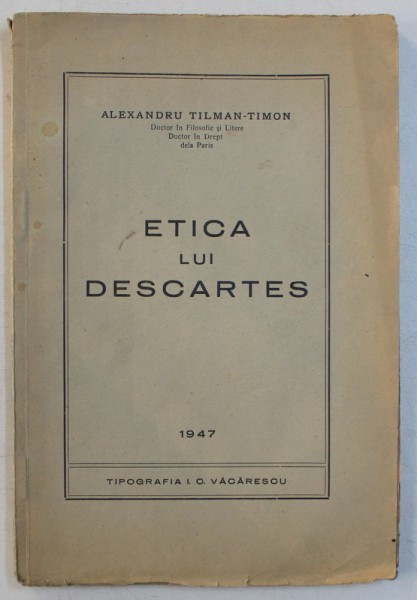 ALEXANDRU TILMAN-TIMON
Doctor în Filosofie și Litere
Doctor în Drept
dela Paris
ETICA
LUI
DESCARTES
1947
TIPOGRAFIA I. C. VĂCĂRESCU